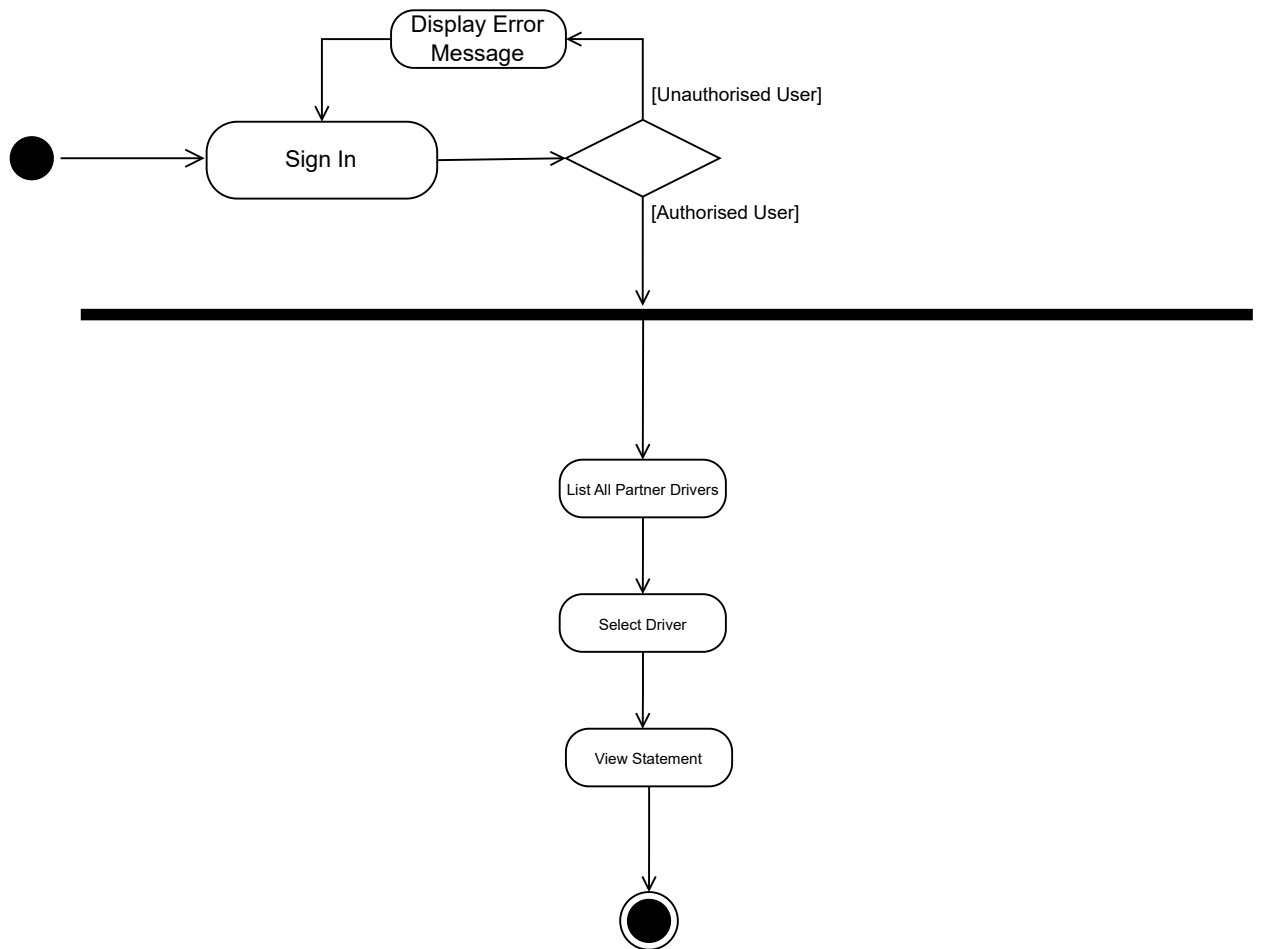 Display Error
Message
[Unauthorised User]
Sign In
[Authorised User]
List All Partner Drivers
Select Driver
View Statement